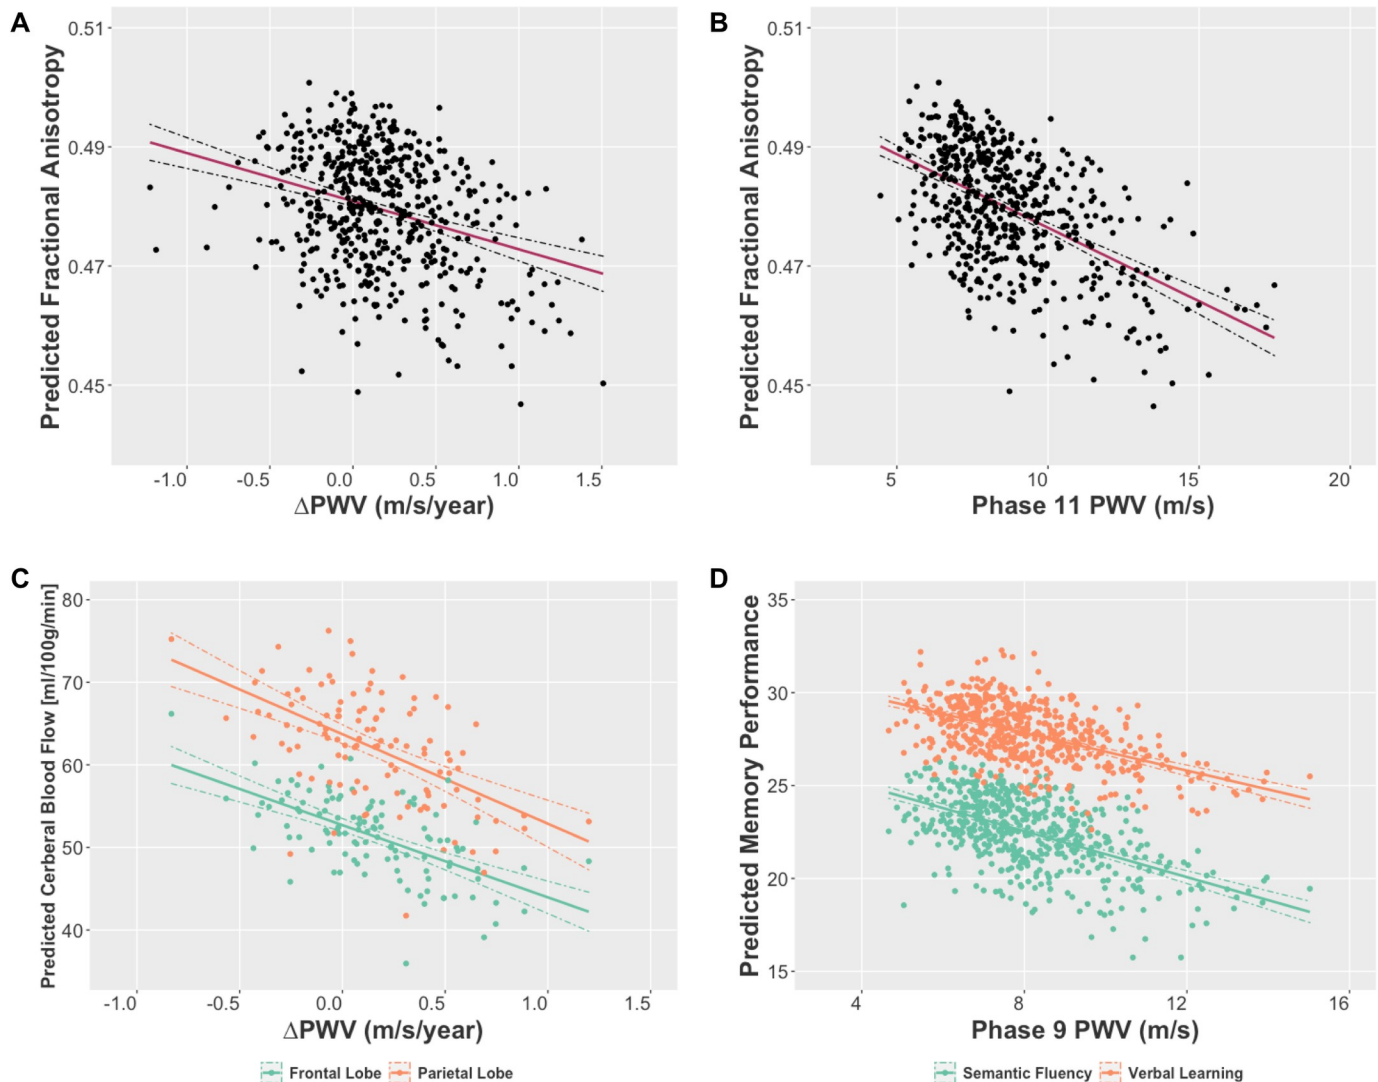 A
0.51
0.49
0.47
0.45
Predicted Fractional Anisotropy
-1.0 -0.5 0.0 0.5 1.0 1.5
ΔPWV (m/s/year)
B
0.51
0.49
0.47
0.45
Predicted Fractional Anisotropy
5 10 15 20
Phase 11 PWV (m/s)
C
80
70
60
50
40
Predicted Cerberal Blood Flow [ml/100g/min]
-1.0 -0.5 0.0 0.5 1.0 1.5
ΔPWV (m/s/year)
Frontal Lobe Parietal Lobe
D
35
30
25
20
15
Predicted Memory Performance
4 8 12 16
Phase 9 PWV (m/s)
Semantic Fluency Verbal Learning